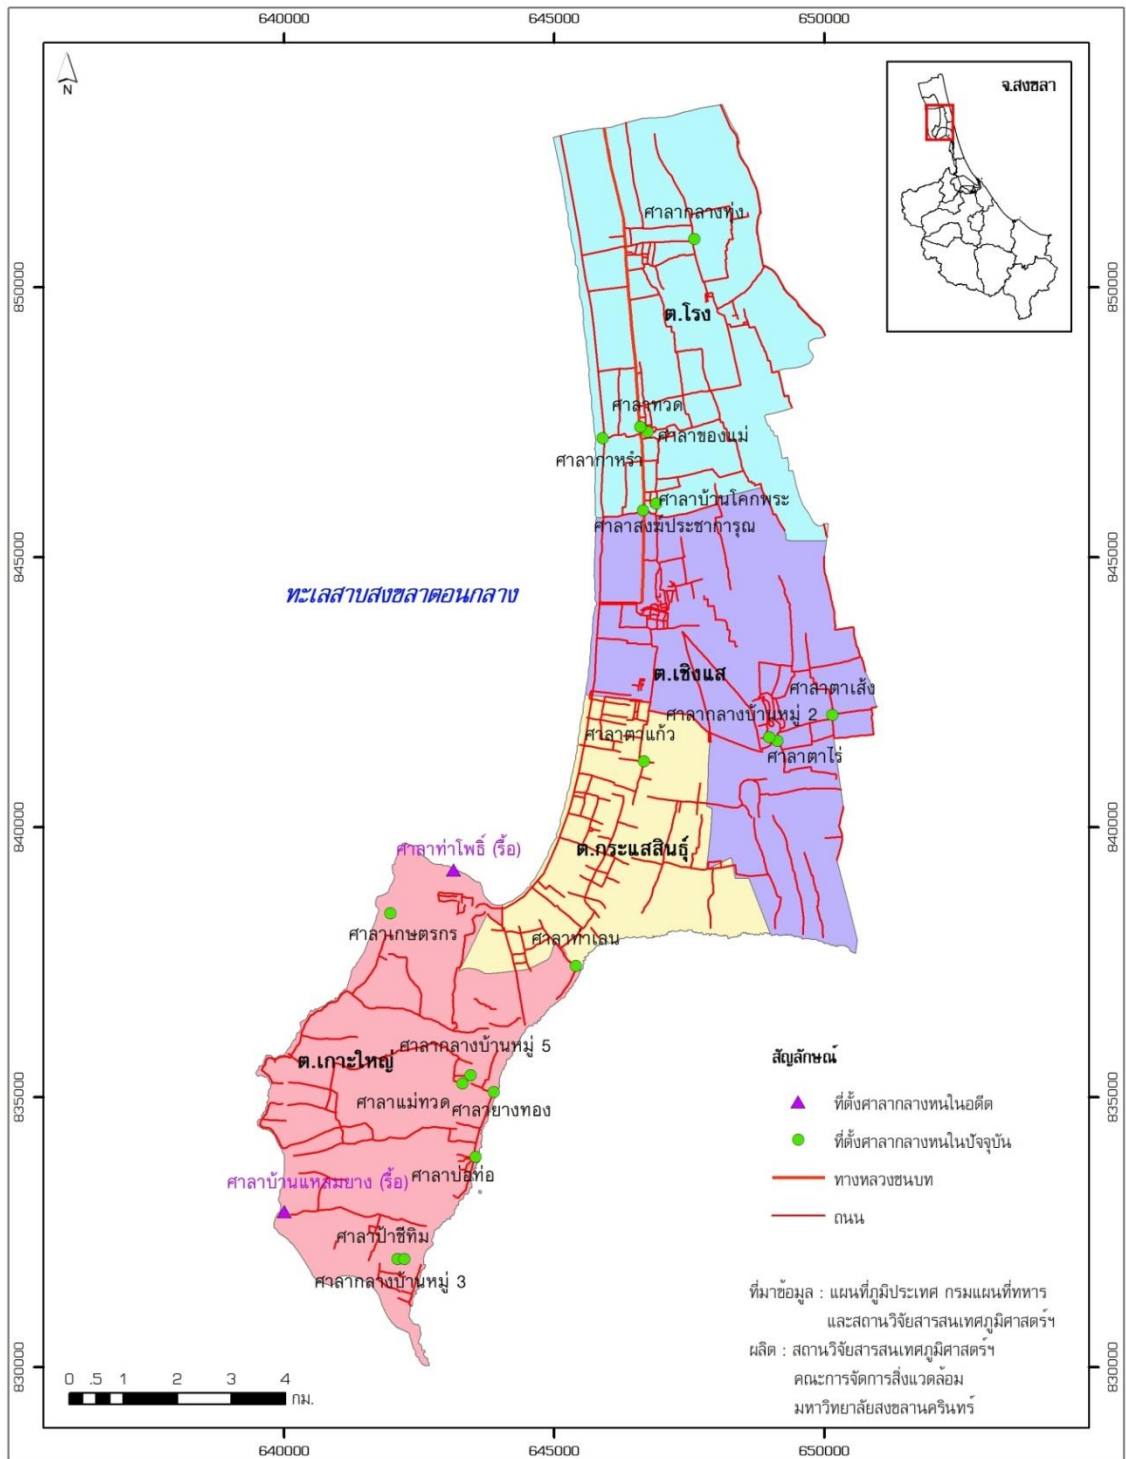 640000
645000
650000
N
จ.สงขลา
ศาลากลางทุ่ง
850000
850000
ต.โรง
ศาลาทวด
ศาลาของแม่
ศาลากาหรำ
ศาลาบ้านโคกพระ
ศาลาสงฆ์ประชาการุณ
845000
845000
ทะเลสาบสงขลาตอนกลาง
ต.เชิงแส
ศาลาตาเส้ง
ศาลากลางบ้านหมู่ 2
ศาลาตาแก้ว
ศาลาตาไร่
840000
840000
ศาลาท่าโพธิ์ (รื้อ)
ต.กระแสสินธุ์
ศาลาเกษตรกร
ศาลาทาเลน
ศาลากลางบ้านหมู่ 5
ต.เกาะใหญ่
สัญลักษณ์
835000
835000
ศาลาแม่ทวด
ศาลายางทอง
ที่ตั้งศาลากลางหนในอดีต
ที่ตั้งศาลากลางหนในปัจจุบัน
ศาลาบ่อท่อ
ศาลาบ้านแหลมยาง (รื้อ)
ทางหลวงชนบท
ถนน
ศาลาป้าชีทิม
ศาลากลางบ้านหมู่ 3
ที่มาข้อมูล : แผนที่ภูมิประเทศ กรมแผนที่ทหาร
และสถานวิจัยสารสนเทศภูมิศาสตร์ฯ
ผลิต : สถานวิจัยสารสนเทศภูมิศาสตร์ฯ
คณะการจัดการสิ่งแวดล้อม
มหาวิทยาลัยสงขลานครินทร์
830000
830000
0 .5 1 2 3 4
กม.
640000
645000
650000